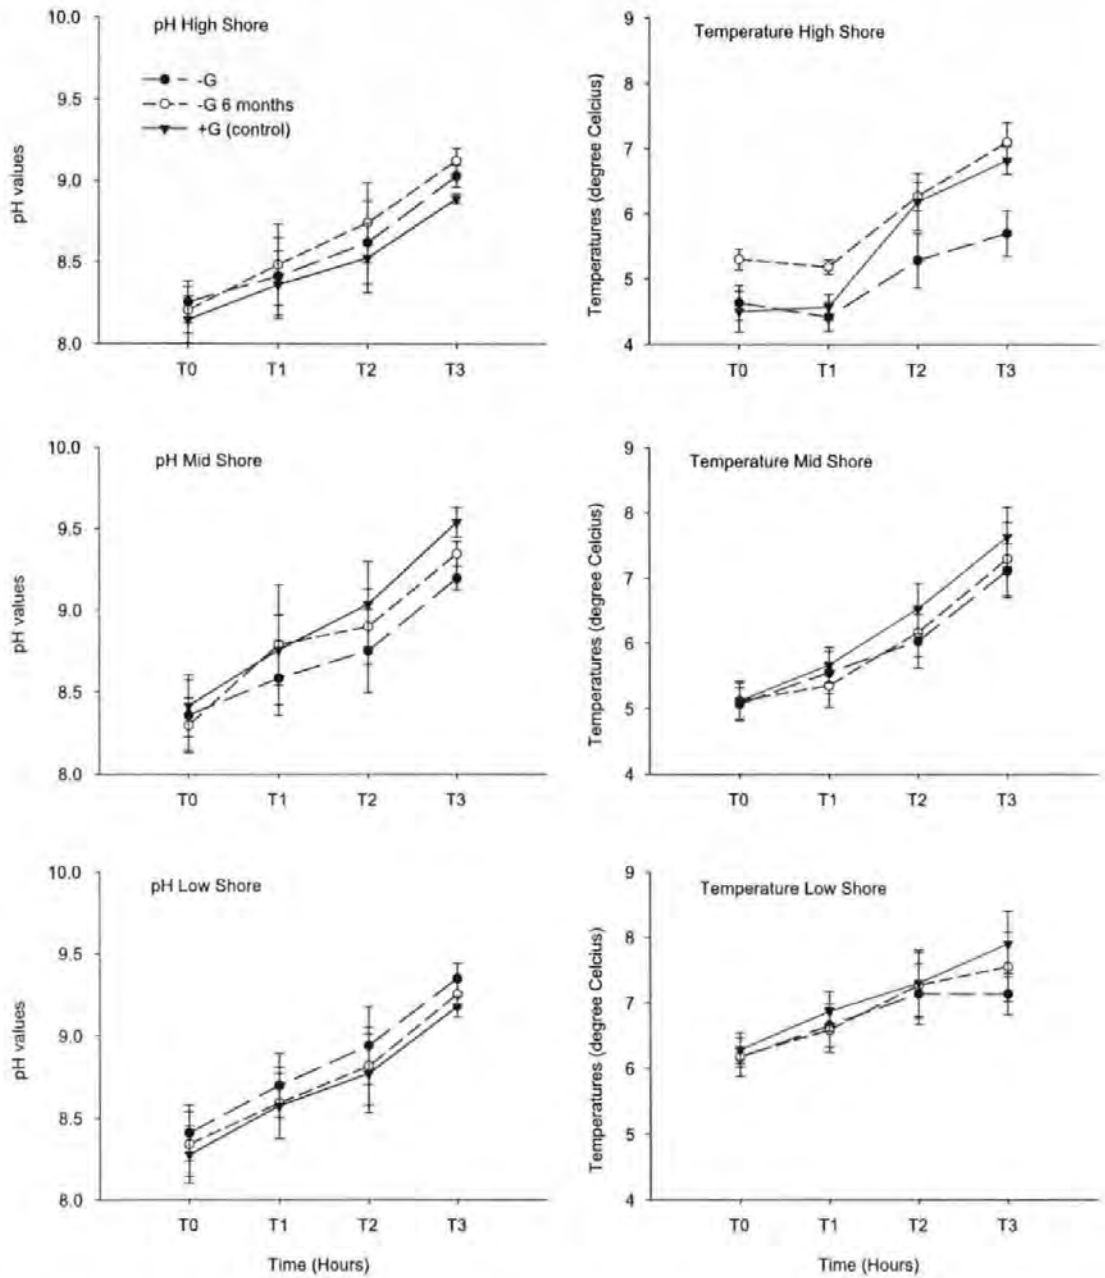 pH High Shore
-G
-G 6 months
+G (control)
pH values
10.0
9.5
9.0
8.5
8.0
T0 T1 T2 T3
Temperature High Shore
Temperatures (degree Celcius)
9
8
7
6
5
4
T0 T1 T2 T3
pH Mid Shore
pH values
10.0
9.5
9.0
8.5
8.0
T0 T1 T2 T3
Temperature Mid Shore
Temperatures (degree Celcius)
9
8
7
6
5
4
T0 T1 T2 T3
pH Low Shore
pH values
10.0
9.5
9.0
8.5
8.0
T0 T1 T2 T3
Time (Hours)
Temperature Low Shore
Temperatures (degree Celcius)
9
8
7
6
5
4
T0 T1 T2 T3
Time (Hours)